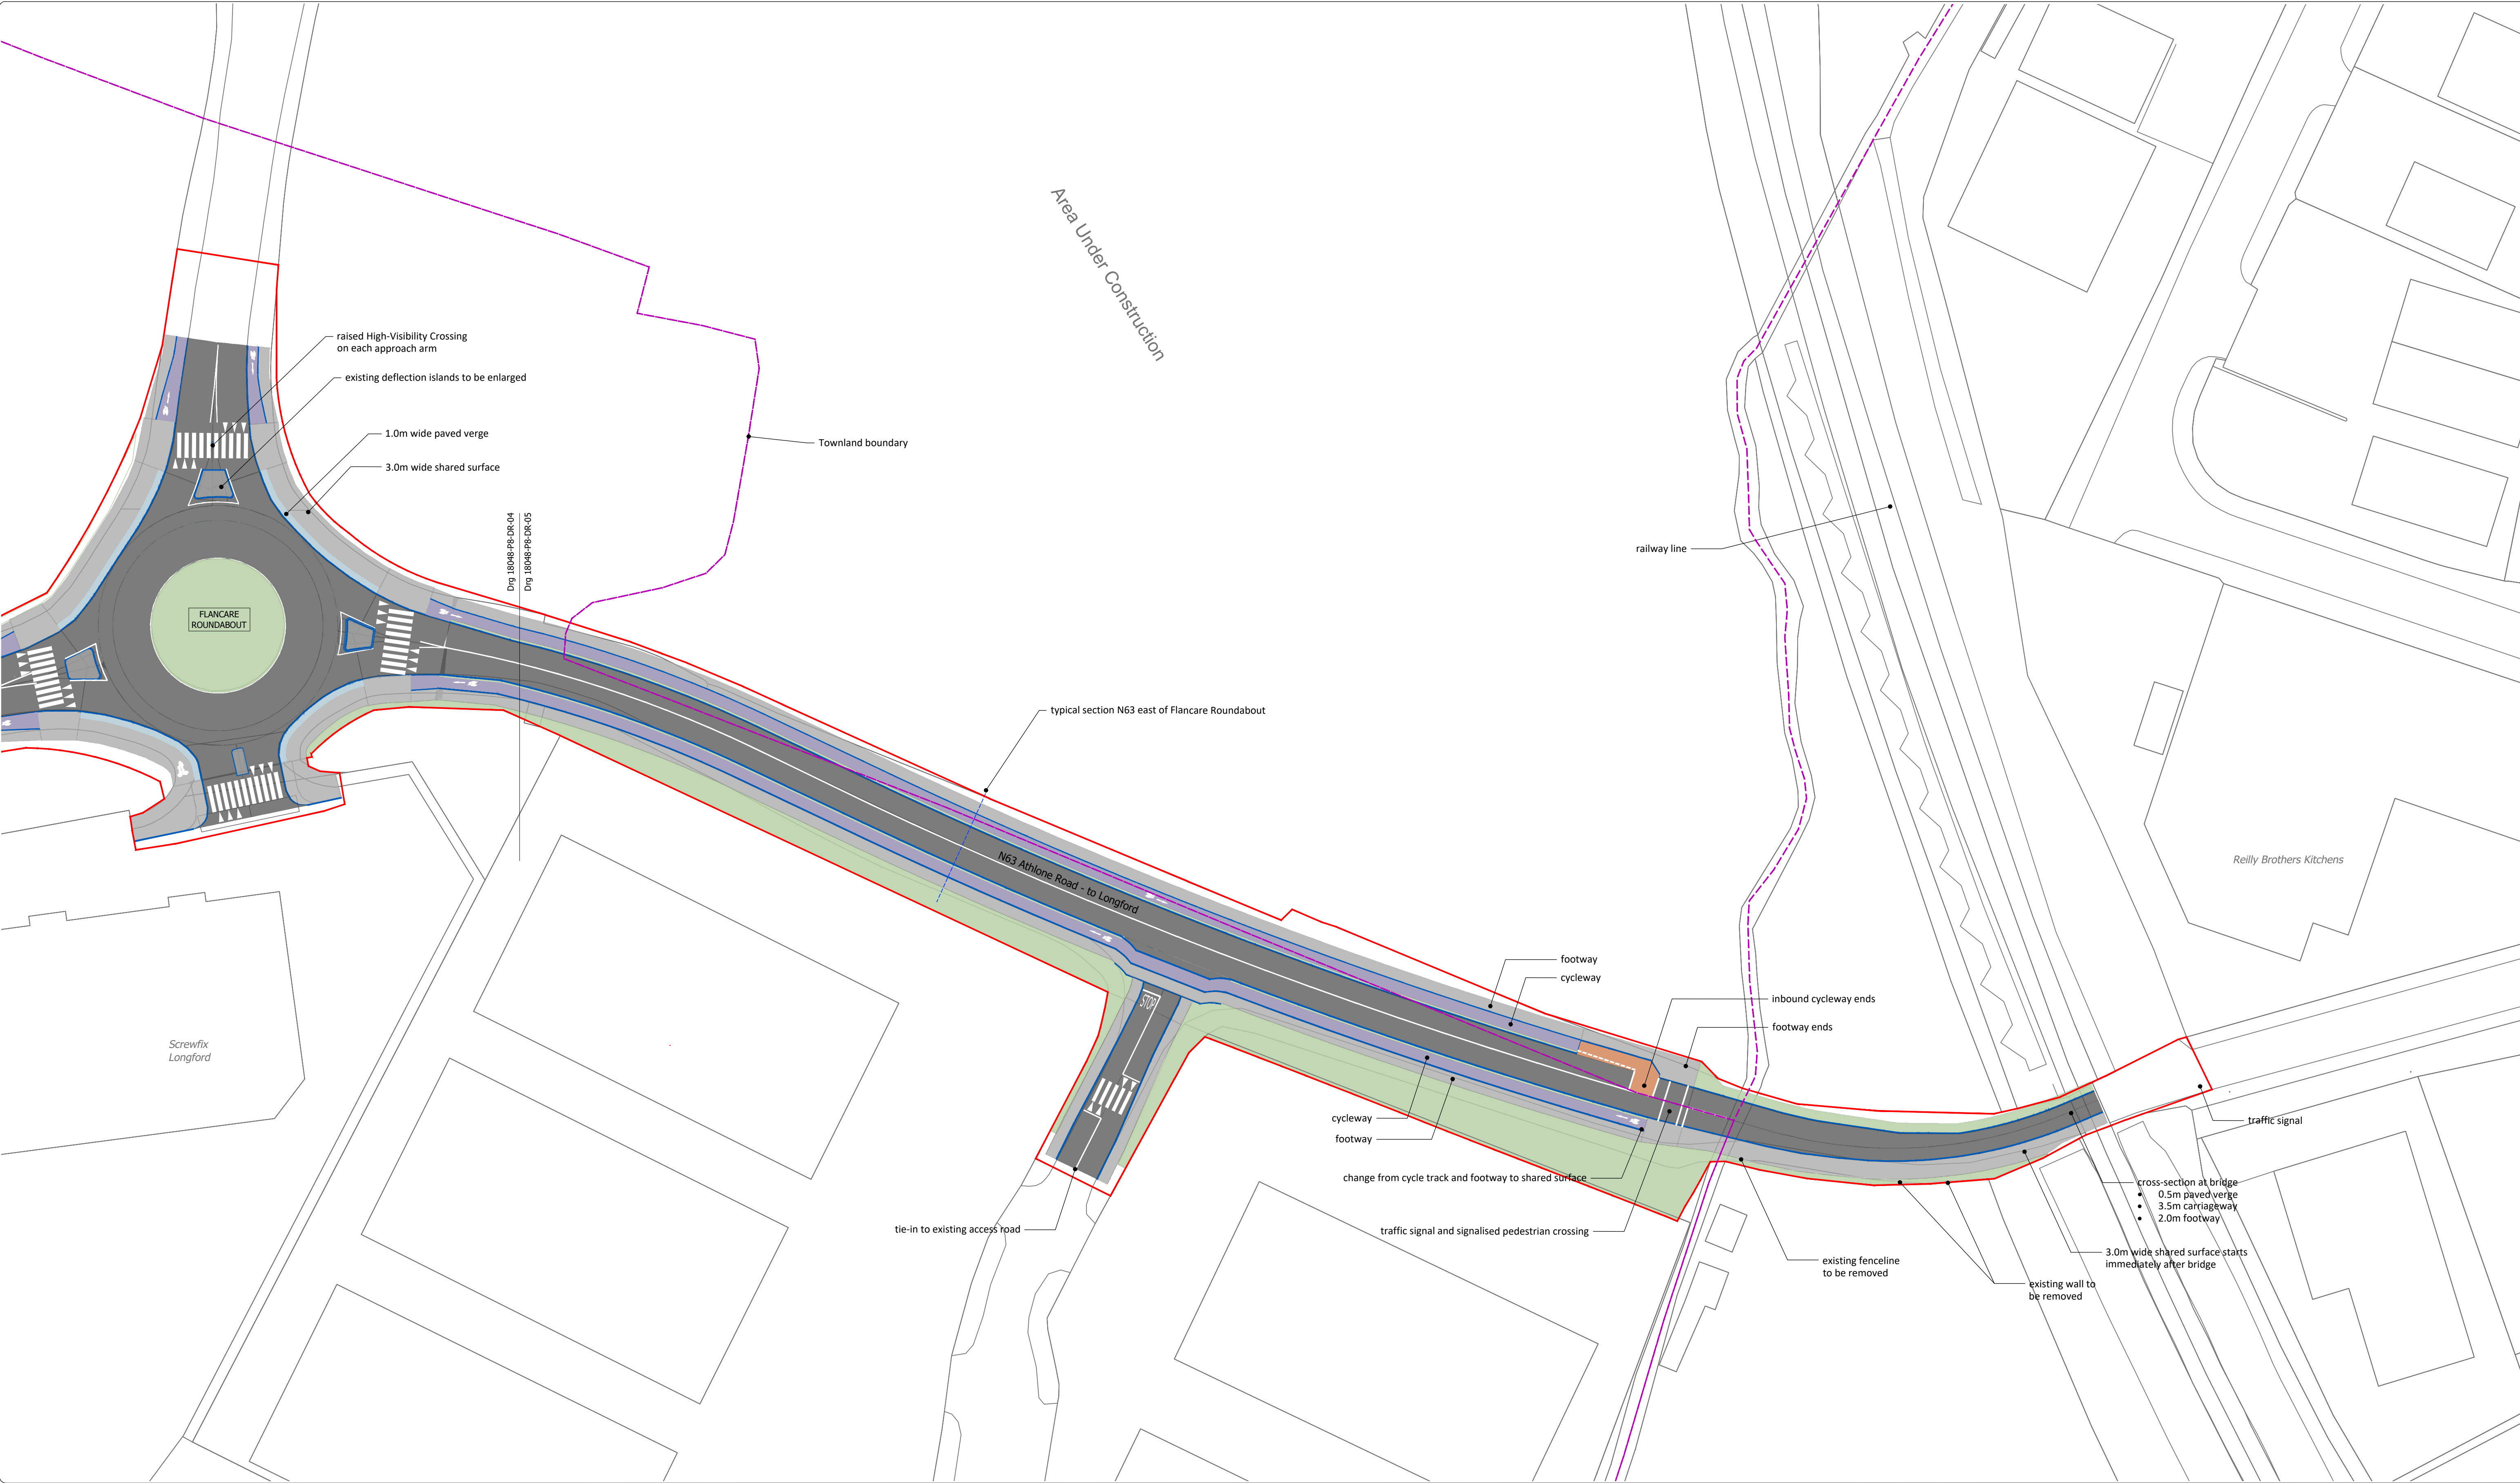 Area Under Construction
raised High-Visibility Crossing
on each approach arm
existing deflection islands to be enlarged
1.0m wide paved verge
3.0m wide shared surface
Townland boundary
Drg 18048-P8-DR-04
Drg 18048-P8-DR-05
railway line
FLANCARE
ROUNDABOUT
typical section N63 east of Flancare Roundabout
N63 Athlone Road - to Longford
Reilly Brothers Kitchens
footway
cycleway
inbound cycleway ends
footway ends
STOP
Screwfix
Longford
cycleway
footway
traffic signal
change from cycle track and footway to shared surface
cross-section at bridge
• 0.5m paved verge
• 3.5m carriageway
• 2.0m footway
tie-in to existing access road
traffic signal and signalised pedestrian crossing
3.0m wide shared surface starts
immediately after bridge
existing fenceline
to be removed
existing wall to
be removed